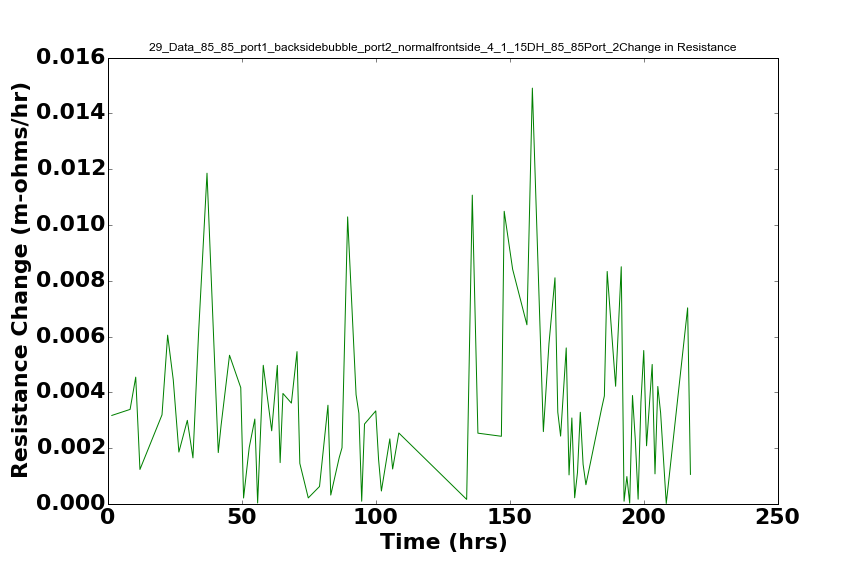 29_Data_85_85_port1_backsidebubble_port2_normalfrontside_4_1_15DH_85_85Port_2Change in Resistance
0.016
0.014
0.012
0.010
0.008
0.006
0.004
0.002
0.000
Resistance Change (m-ohms/hr)
0 50 100 150 200 250
Time (hrs)